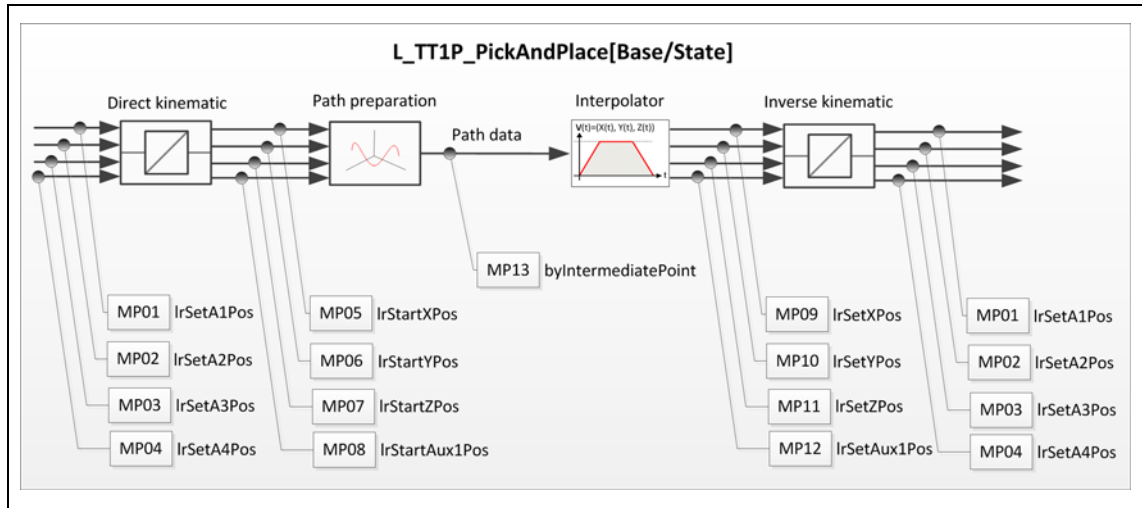 L_TT1P_PickAndPlace[Base/State]
Direct kinematic
Path preparation
Path data
Interpolator
V(t)=(X(t), Y(t), Z(t))
t
Inverse kinematic
MP13 byIntermediatePoint
MP01 lrSetA1Pos
MP02 lrSetA2Pos
MP03 lrSetA3Pos
MP04 lrSetA4Pos
MP05 lrStartXPos
MP06 lrStartYPos
MP07 lrStartZPos
MP08 lrStartAux1Pos
MP09 lrSetXPos
MP10 lrSetYPos
MP11 lrSetZPos
MP12 lrSetAux1Pos
MP01 lrSetA1Pos
MP02 lrSetA2Pos
MP03 lrSetA3Pos
MP04 lrSetA4Pos